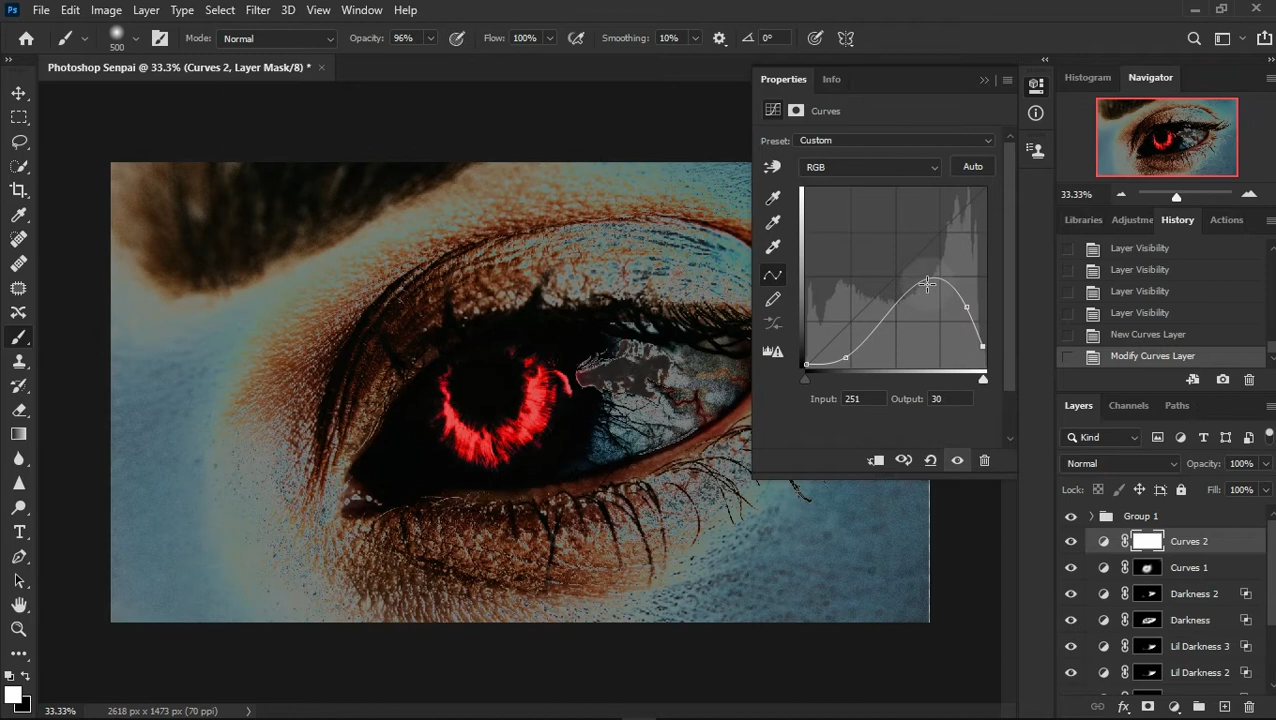 Ps File Edit Image Layer Type Select Filter 3D View Window Help
500 Mode: Normal Opacity: 96% Flow: 100% Smoothing: 10% 0°
Photoshop Senpai @ 33.3% (Curves 2, Layer Mask/8) * ×
Properties Info
Curves
Preset: Custom
RGB Auto
Input: 251 Output: 30
Histogram Navigator
33.33%
Libraries Adjustme History Actions
Layer Visibility
Layer Visibility
Layer Visibility
Layer Visibility
New Curves Layer
Modify Curves Layer
Layers Channels Paths
Kind
Normal Opacity: 100%
Lock: Fill: 100%
Group 1
Curves 2
Curves 1
Darkness 2
Darkness
Lil Darkness 3
Lil Darkness 2
fx
33.33% 2618 px x 1473 px (70 ppi)